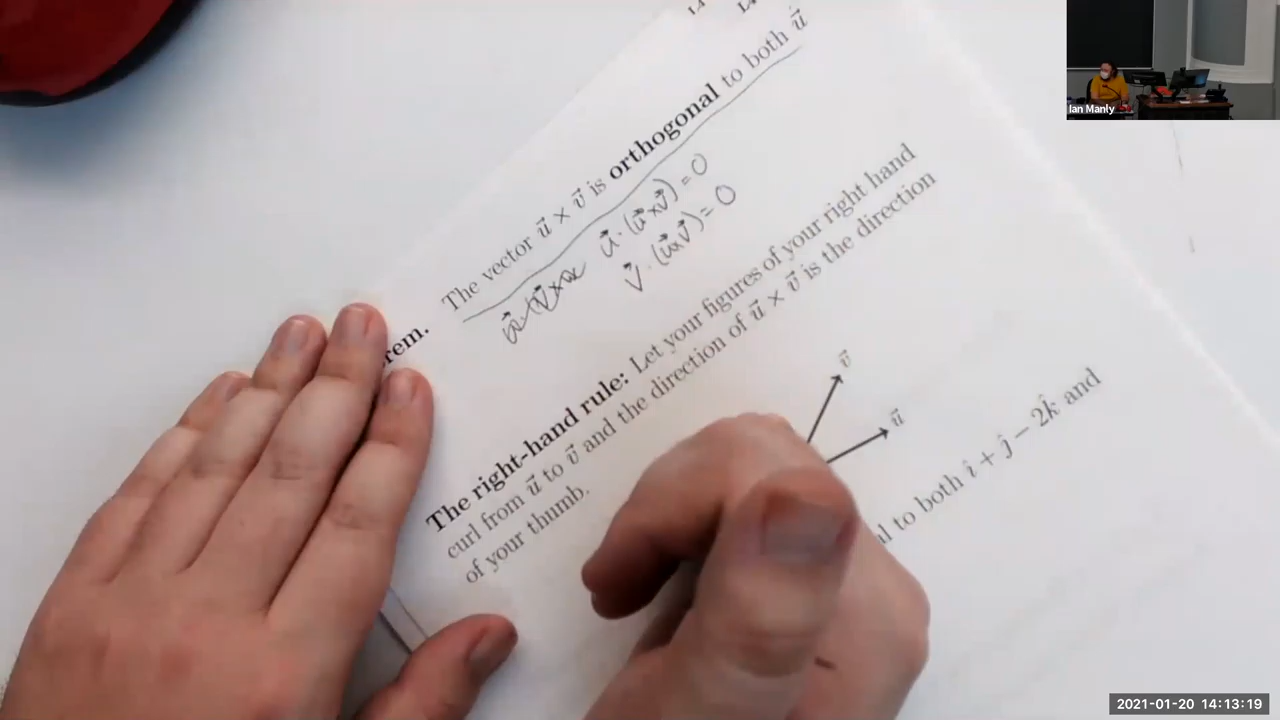 The vector u⃗ × v⃗ is orthogonal to both u⃗
u⃗ · (u⃗ x v⃗) = 0
v⃗ · (u⃗ x v⃗) = 0
rem.
The right-hand rule: Let your figures of your right hand
curl from u⃗ to v⃗ and the direction of u⃗ × v⃗ is the direction
of your thumb.
v⃗
u⃗
al to both î + ĵ − 2k̂ and
Ian Manly
2021-01-20 14:13:19